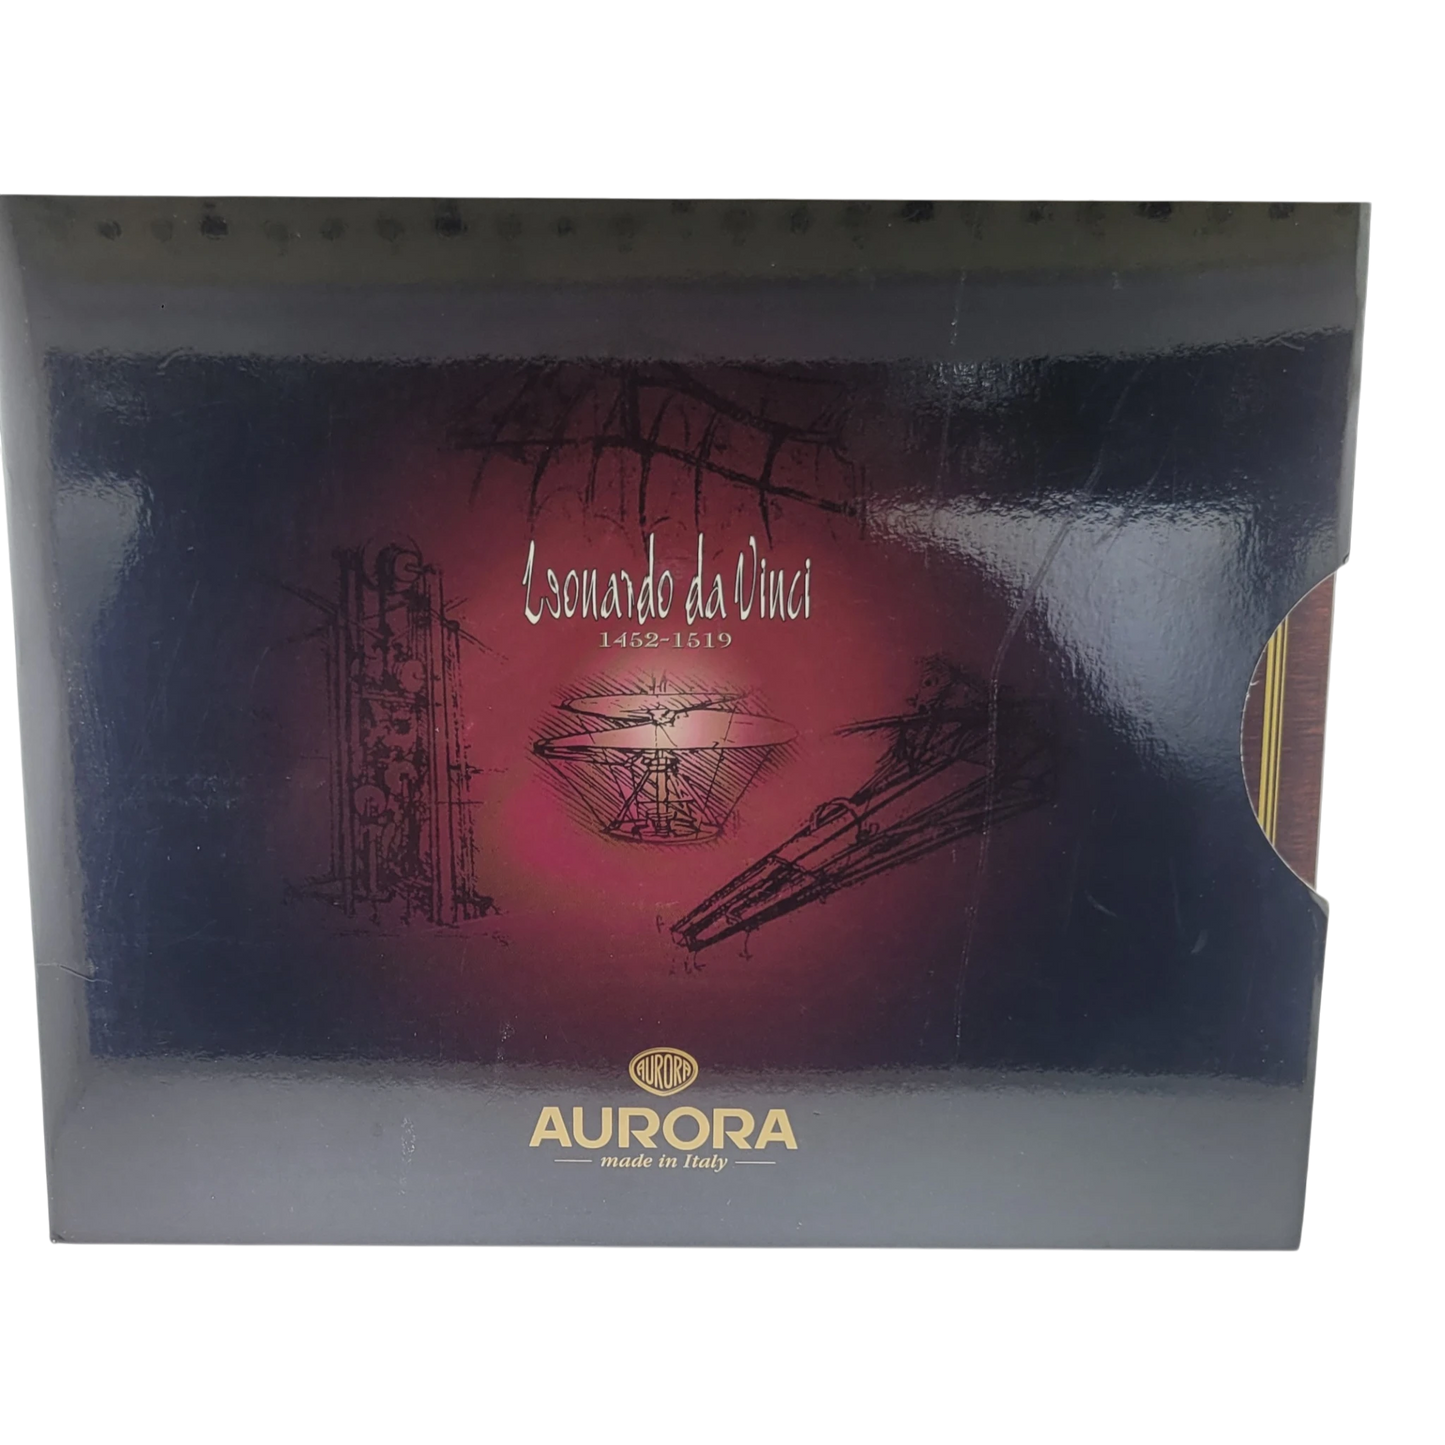 Leonardo da Vinci
1452-1519
AURORA
AURORA
made in Italy